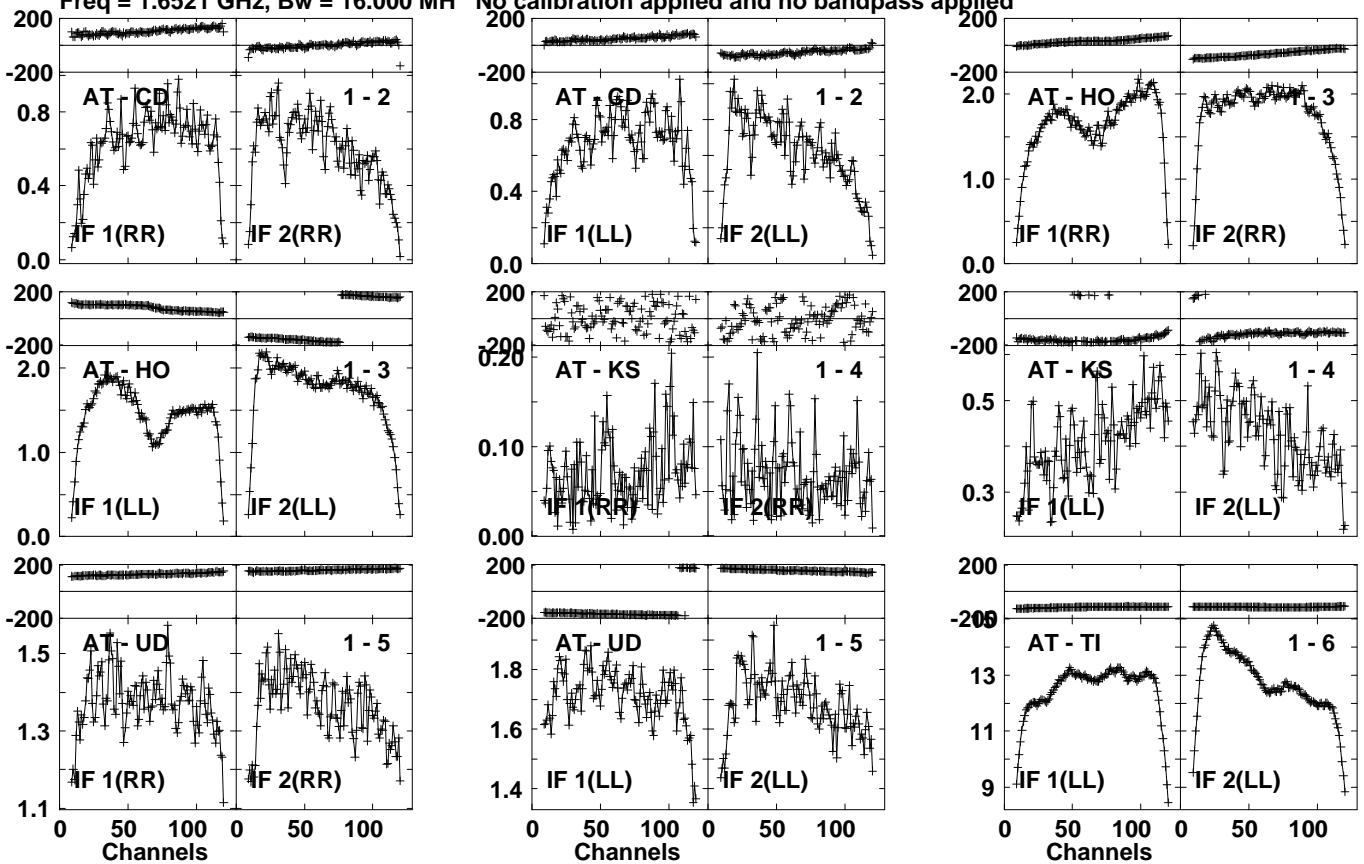 Freq = 1.6521 GHz, Bw = 16.000 MH No calibration applied and no bandpass applied
200 200 200
-200 -200 -200
AT - CD 1 - 2 AT - CD 1 - 2 AT - HO 1 - 3
0.8 0.8 2.0
0.4 0.4 1.0
IF 1(RR) IF 2(RR) IF 1(LL) IF 2(LL) IF 1(RR) IF 2(RR)
0.0 0.0 0.0
200 200 200
-200 -200 -200
AT - HO 1 - 3 AT - KS 1 - 4 AT - KS 1 - 4
2.0 0.20 0.5
1.0 0.10 0.3
IF 1(LL) IF 2(LL) IF 1(RR) IF 2(RR) IF 1(LL) IF 2(LL)
0.0 0.00
200 200 200
-200 -200 -200
AT - UD 1 - 5 AT - UD 1 - 5 AT - TI 1 - 6
1.5 1.8 15
1.3 1.6 13
IF 1(RR) IF 2(RR) IF 1(LL) IF 2(LL) IF 1(LL) IF 2(LL)
1.1 1.4 9
0 50 100 0 50 100 0 50 100 0 50 100 0 50 100 0 50 100
Channels Channels Channels